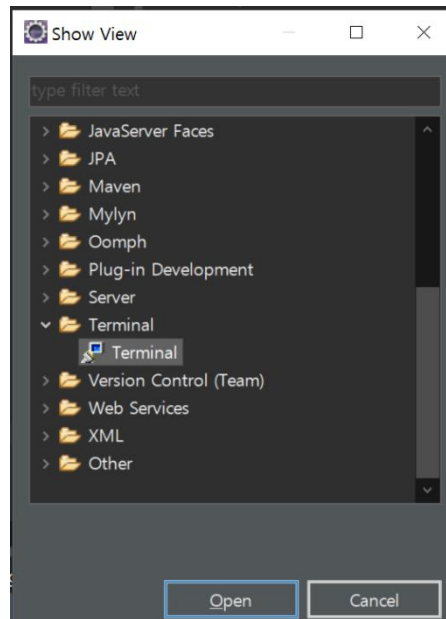 Show View
type filter text
JavaServer Faces
JPA
Maven
Mylyn
Oomph
Plug-in Development
Server
Terminal
Terminal
Version Control (Team)
Web Services
XML
Other
Open
Cancel